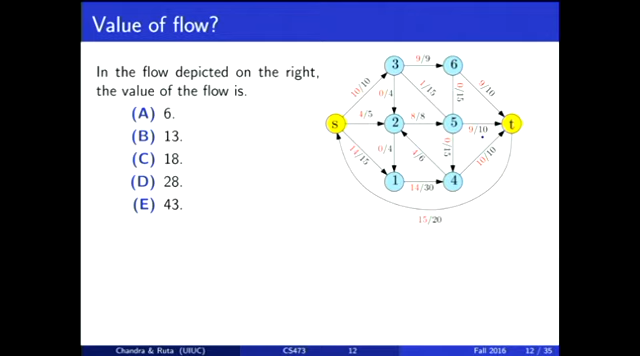 Value of flow?
In the flow depicted on the right,
the value of the flow is.
(A) 6.
(B) 13.
(C) 18.
(D) 28.
(E) 43.
3
9/9
6
10/10
0/4
1/15
0/15
9/10
s
4/5
2
8/8
5
9/10
t
14/15
0/4
4/6
0/15
10/10
1
14/30
4
15/20
Chandra & Ruta (UIUC)
CS473
12
Fall 2016
12 / 35